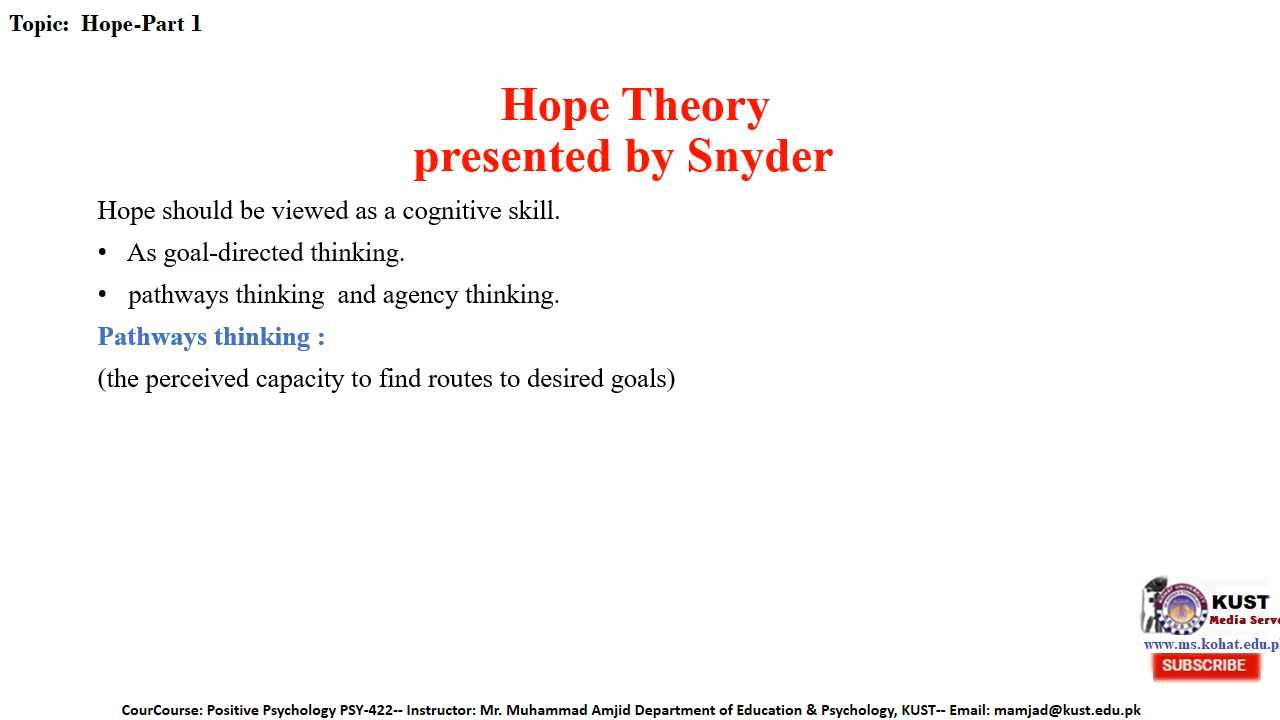 Topic: Hope-Part 1
Hope Theory
presented by Snyder
Hope should be viewed as a cognitive skill.
• As goal-directed thinking.
• pathways thinking and agency thinking.
Pathways thinking :
(the perceived capacity to find routes to desired goals)
KUST
Media Serve
www.ms.kohat.edu.p
SUBSCRIBE
CourCourse: Positive Psychology PSY-422-- Instructor: Mr. Muhammad Amjid Department of Education & Psychology, KUST-- Email: mamjad@kust.edu.pk